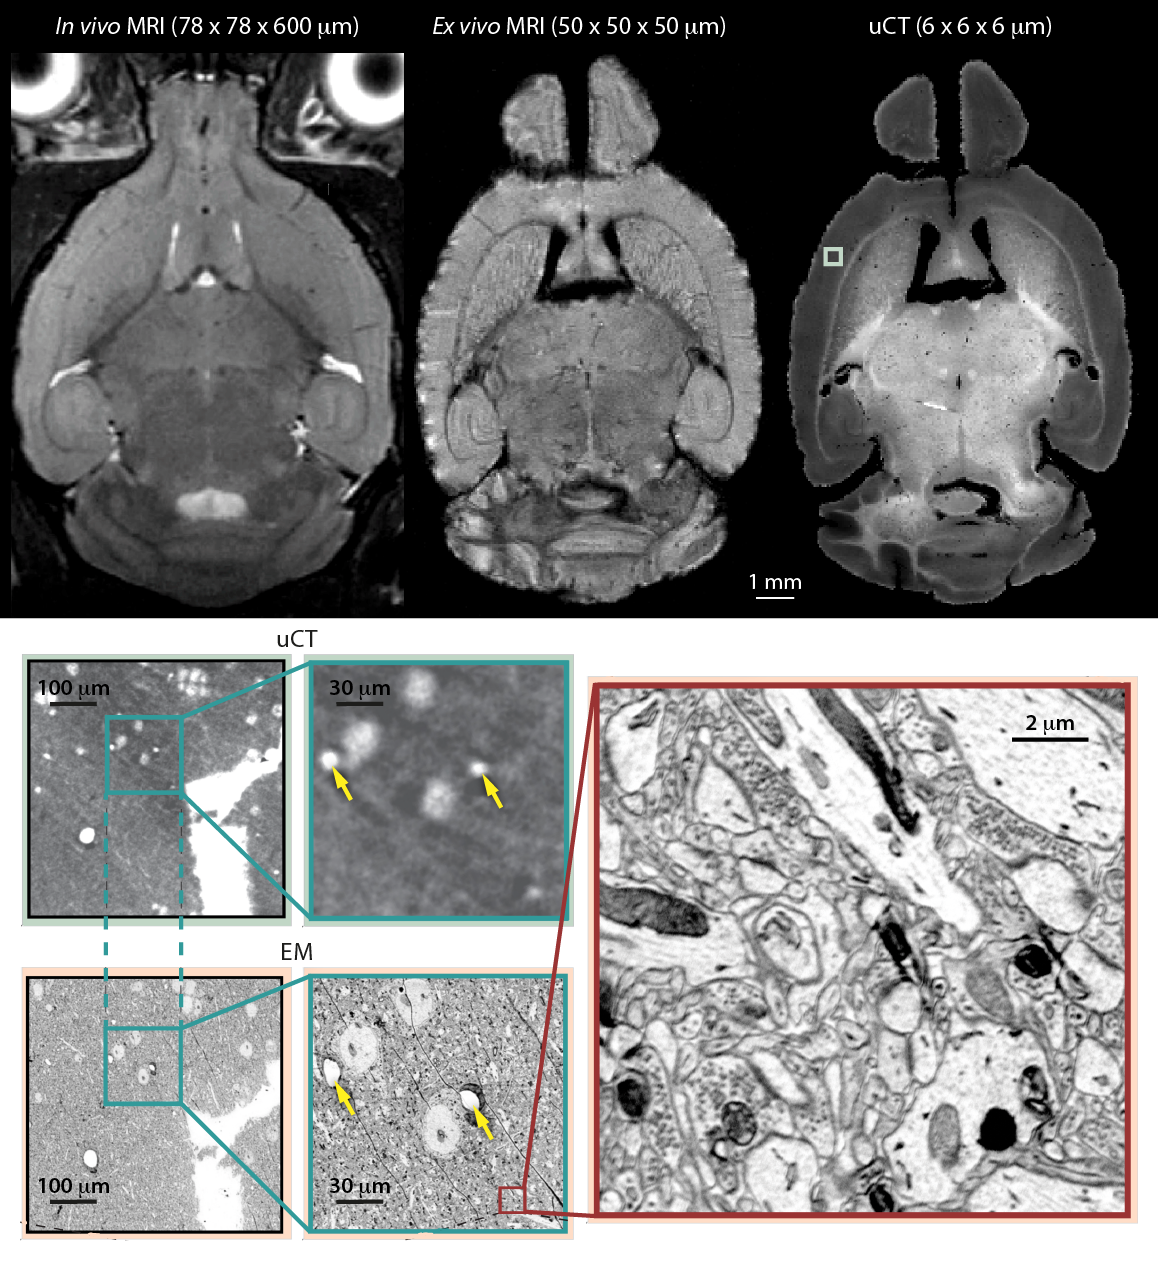 In vivo MRI (78 x 78 x 600 µm)
Ex vivo MRI (50 x 50 x 50 µm)
uCT (6 x 6 x 6 µm)
1 mm
uCT
100 µm
30 µm
2 µm
EM
100 µm
30 µm